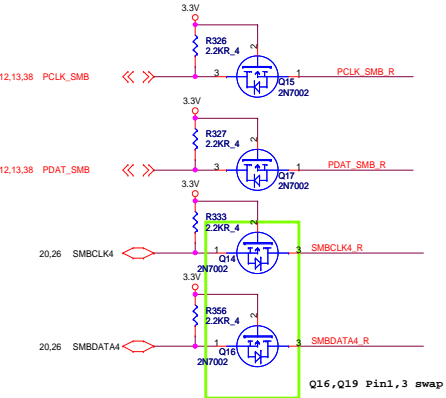 3.3V
R326
2.2KR_4
2
12,13,38 PCLK_SMB
3
1
PCLK_SMB_R
Q15
2N7002
3.3V
R327
2.2KR_4
2
12,13,38 PDAT_SMB
3
1
PDAT_SMB_R
Q17
2N7002
3.3V
R333
2.2KR_4
2
20,26 SMBCLK4
1
3
SMBCLK4_R
Q14
2N7002
3.3V
R356
2.2KR_4
2
20,26 SMBDATA4
1
3
SMBDATA4_R
Q16
2N7002
Q16,Q19 Pin1,3 swap